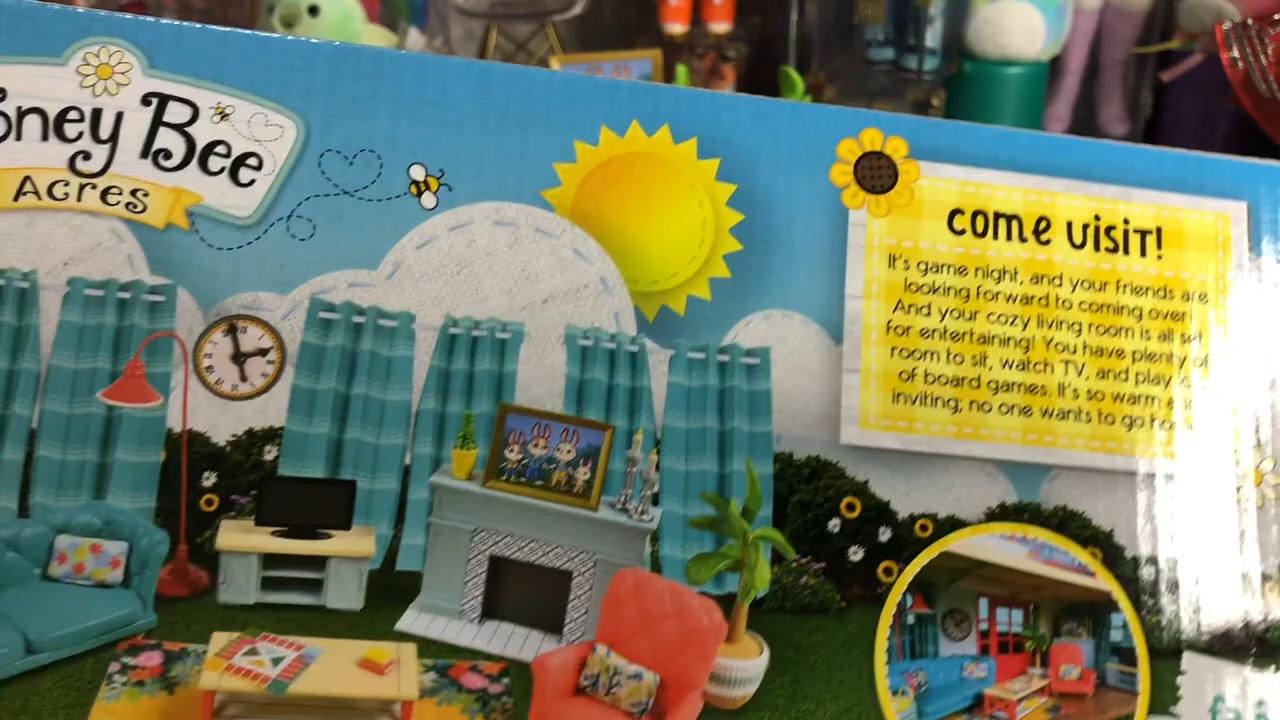 ney Bee
Acres
come visit!
It's game night, and your friends are
looking forward to coming over!
And your cozy living room is all set
for entertaining! You have plenty of
room to sit, watch TV, and play
of board games. It's so warm
inviting; no one wants to go